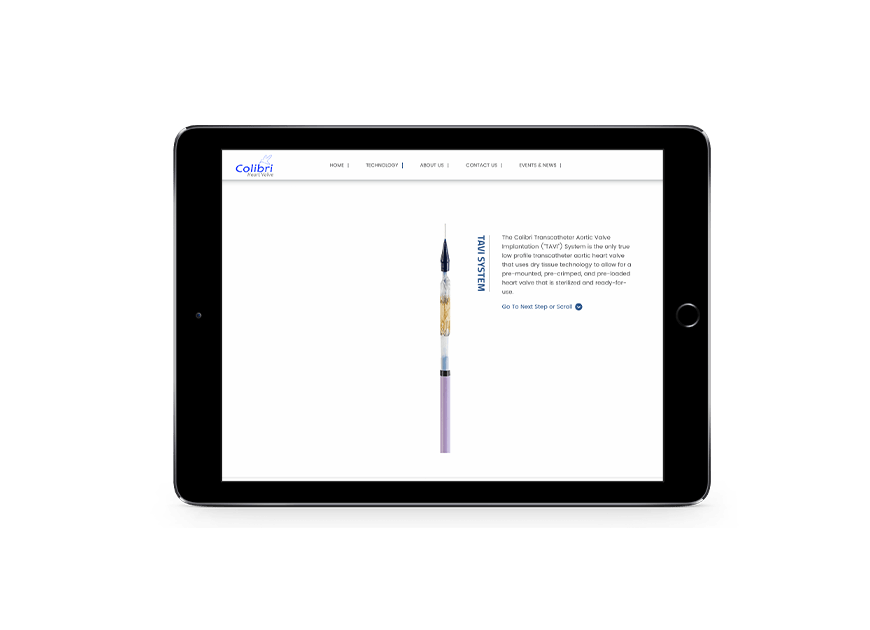 Colibri
Heart Valve
HOME |
TECHNOLOGY |
ABOUT US |
CONTACT US |
EVENTS & NEWS |
TAVI SYSTEM
The Colibri Transcatheter Aortic Valve
Implantation ("TAVI") System is the only true
low profile transcatheter aortic heart valve
that uses dry tissue technology to allow for a
pre-mounted, pre-crimped, and pre-loaded
heart valve that is sterilized and ready-for-
use.
Go To Next Step or Scroll